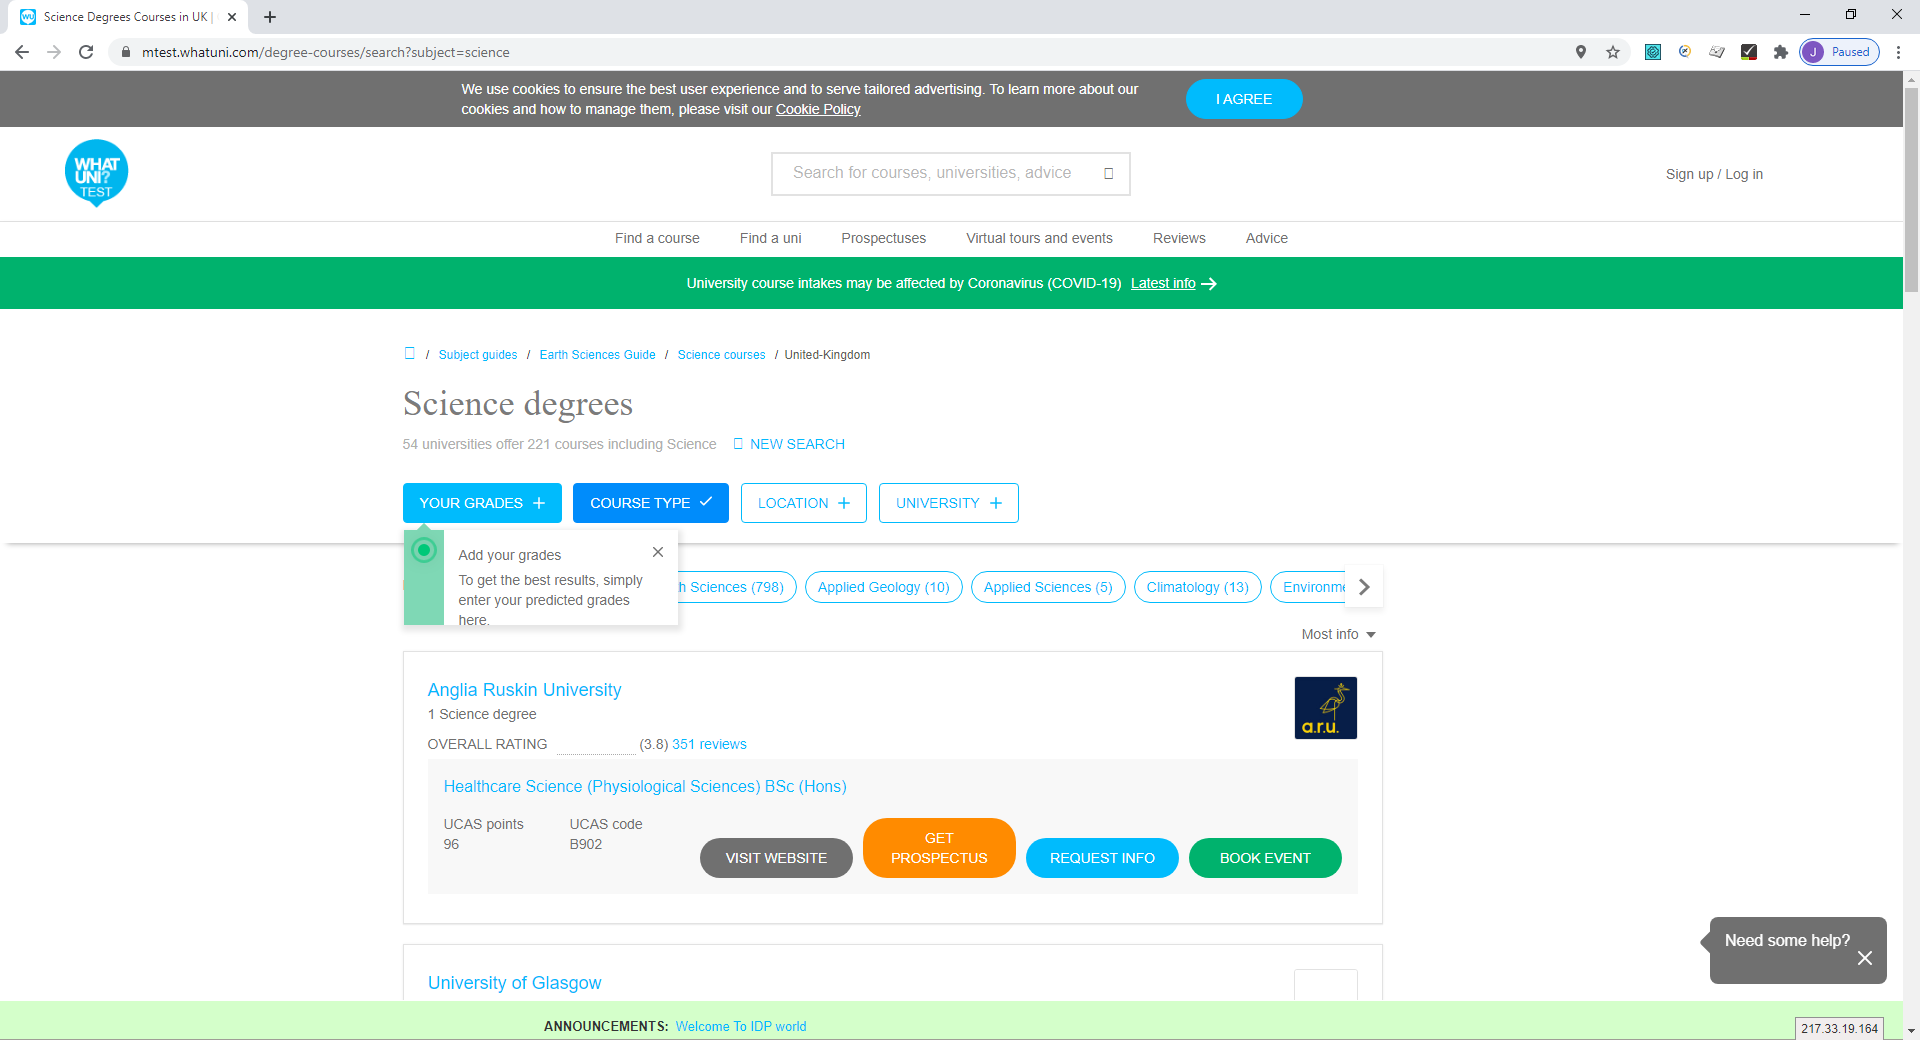 Science Degrees Courses in UK |
mtest.whatuni.com/degree-courses/search?subject=science
J Paused
We use cookies to ensure the best user experience and to serve tailored advertising. To learn more about our
cookies and how to manage them, please visit our Cookie Policy
I AGREE
WHAT
UNI?
TEST
Search for courses, universities, advice
Sign up / Log in
Find a course Find a uni Prospectuses Virtual tours and events Reviews Advice
University course intakes may be affected by Coronavirus (COVID-19) Latest info
/ Subject guides / Earth Sciences Guide / Science courses / United-Kingdom
Science degrees
54 universities offer 221 courses including Science NEW SEARCH
YOUR GRADES COURSE TYPE LOCATION UNIVERSITY
Add your grades
To get the best results, simply
enter your predicted grades
here.
h Sciences (798) Applied Geology (10) Applied Sciences (5) Climatology (13) Environme
Most info
Anglia Ruskin University
1 Science degree
a.r.u.
OVERALL RATING (3.8) 351 reviews
Healthcare Science (Physiological Sciences) BSc (Hons)
UCAS points UCAS code
96 B902
VISIT WEBSITE GET PROSPECTUS REQUEST INFO BOOK EVENT
Need some help?
University of Glasgow
ANNOUNCEMENTS: Welcome To IDP world
217.33.19.164